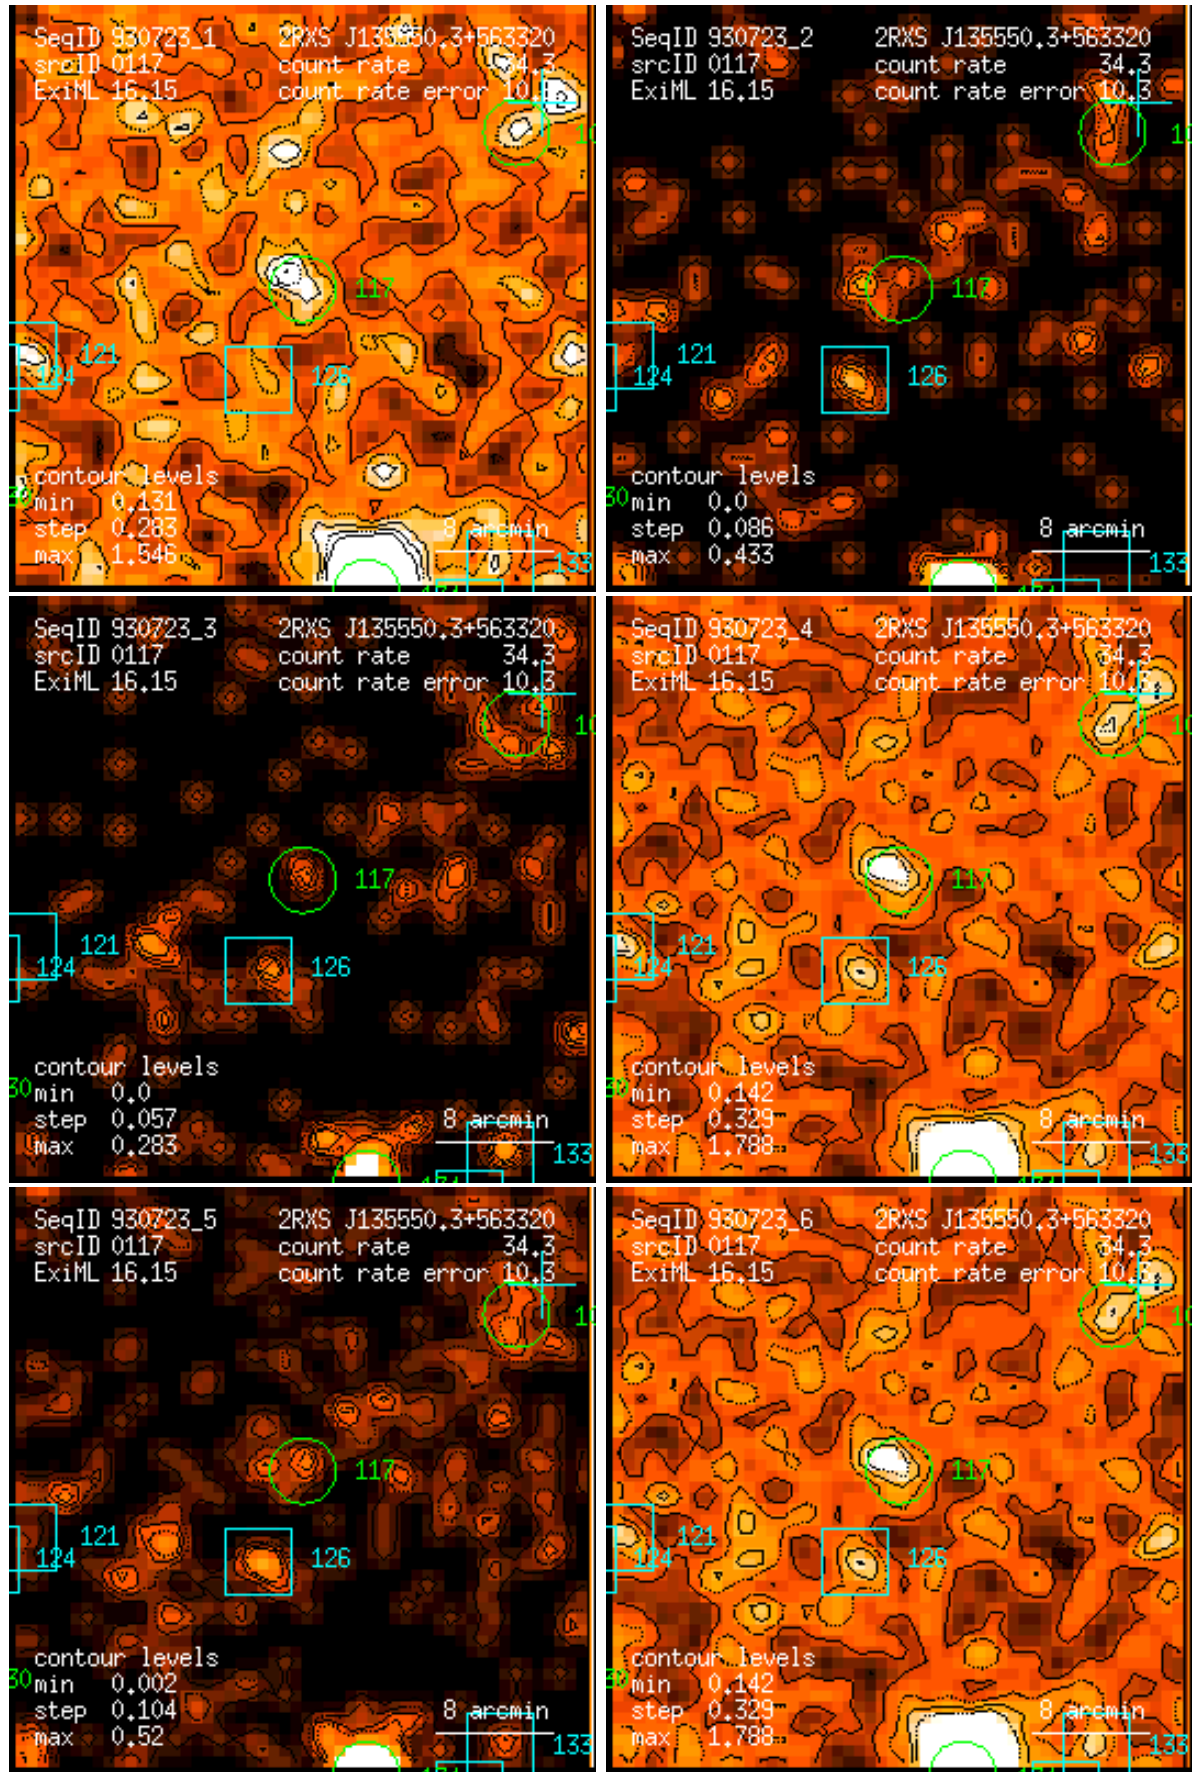 SeqID 930723_1 2RXS J135550.3+563320
srcID 0117 count rate 34.3
ExiML 16.15 count rate error 10.3
10
117
121
124 126
contour levels
30 min 0.131
step 0.283 8 arcmin
max 1.546 133
SeqID 930723_2 2RXS J135550.3+563320
srcID 0117 count rate 34.3
ExiML 16.15 count rate error 10.3
10
117
121
124 126
contour levels
30 min 0.0
step 0.086 8 arcmin
max 0.433 133
SeqID 930723_3 2RXS J135550.3+563320
srcID 0117 count rate 34.3
ExiML 16.15 count rate error 10.3
10
117
121
124 126
contour levels
30 min 0.0
step 0.057 8 arcmin
max 0.283 133
SeqID 930723_4 2RXS J135550.3+563320
srcID 0117 count rate 34.3
ExiML 16.15 count rate error 10.3
10
117
121
124 126
contour levels
30 min 0.142
step 0.329 8 arcmin
max 1.788 133
SeqID 930723_5 2RXS J135550.3+563320
srcID 0117 count rate 34.3
ExiML 16.15 count rate error 10.3
10
117
121
124 126
contour levels
30 min 0.002
step 0.104 8 arcmin
max 0.52 133
SeqID 930723_6 2RXS J135550.3+563320
srcID 0117 count rate 34.3
ExiML 16.15 count rate error 10.3
10
117
121
124 126
contour levels
30 min 0.142
step 0.329 8 arcmin
max 1.788 133